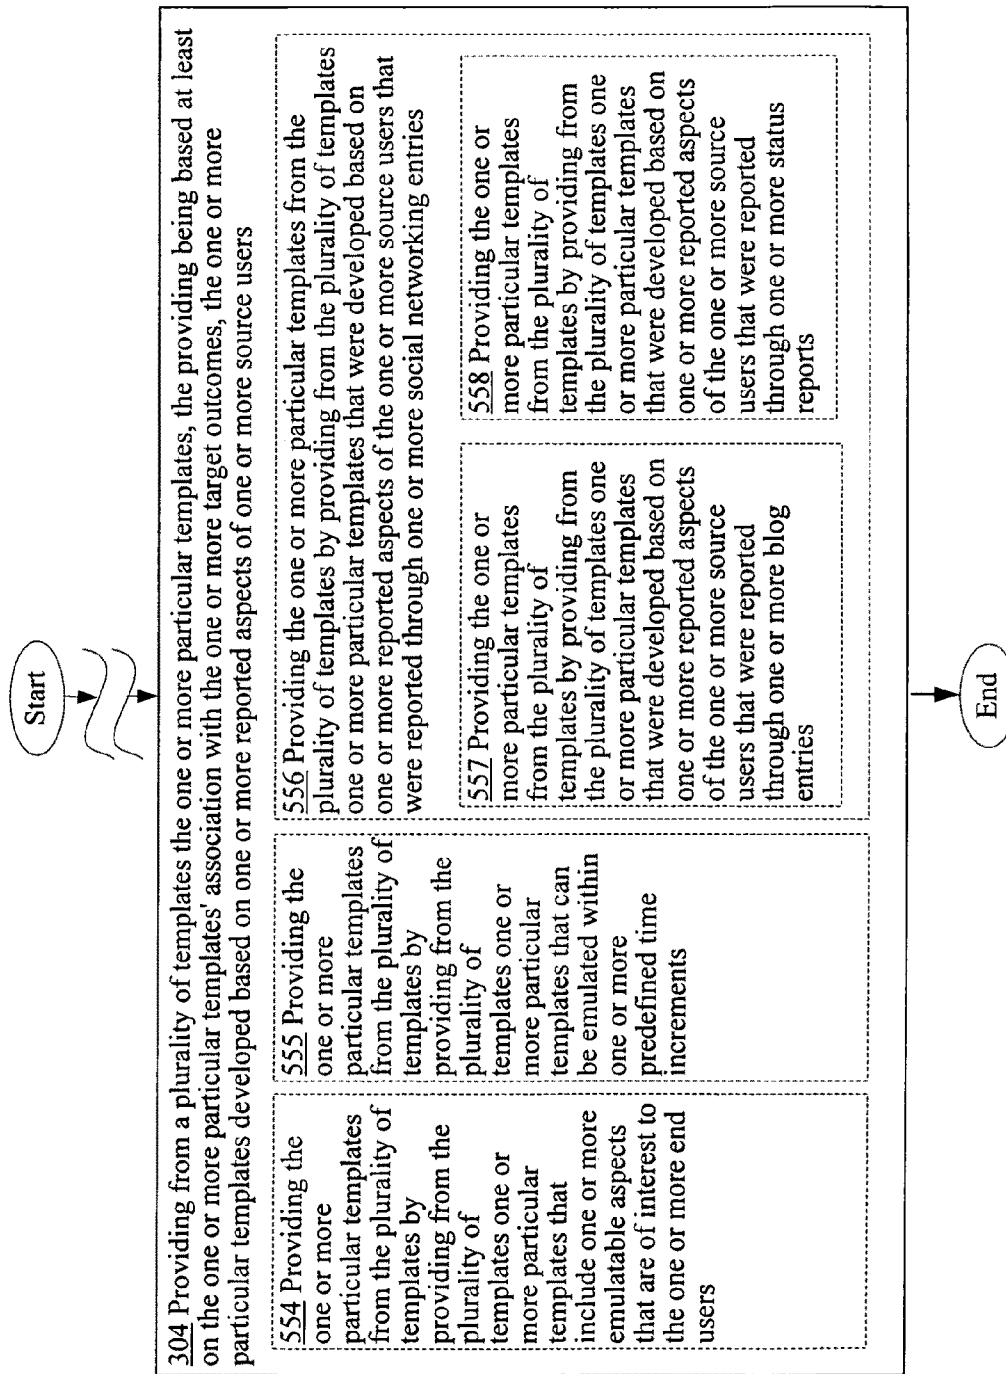 Start
304 Providing from a plurality of templates the one or more particular templates, the providing being based at least
on the one or more particular templates' association with the one or more target outcomes, the one or more
particular templates developed based on one or more reported aspects of one or more source users
554 Providing the
one or more
particular templates
from the plurality of
templates by
providing from the
plurality of
templates one or
more particular
templates that
include one or more
emulatable aspects
that are of interest to
the one or more end
users
555 Providing the
one or more
particular templates
from the plurality of
templates by
providing from the
plurality of
templates one or
more particular
templates that can
be emulated within
one or more
predefined time
increments
556 Providing the one or more particular templates from the
plurality of templates by providing from the plurality of templates
one or more particular templates that were developed based on
one or more reported aspects of the one or more source users that
were reported through one or more social networking entries
557 Providing the one or
more particular templates
from the plurality of
templates by providing from
the plurality of templates one
or more particular templates
that were developed based on
one or more reported aspects
of the one or more source
users that were reported
through one or more blog
entries
558 Providing the one or
more particular templates
from the plurality of
templates by providing from
the plurality of templates one
or more particular templates
that were developed based on
one or more reported aspects
of the one or more source
users that were reported
through one or more status
reports
End